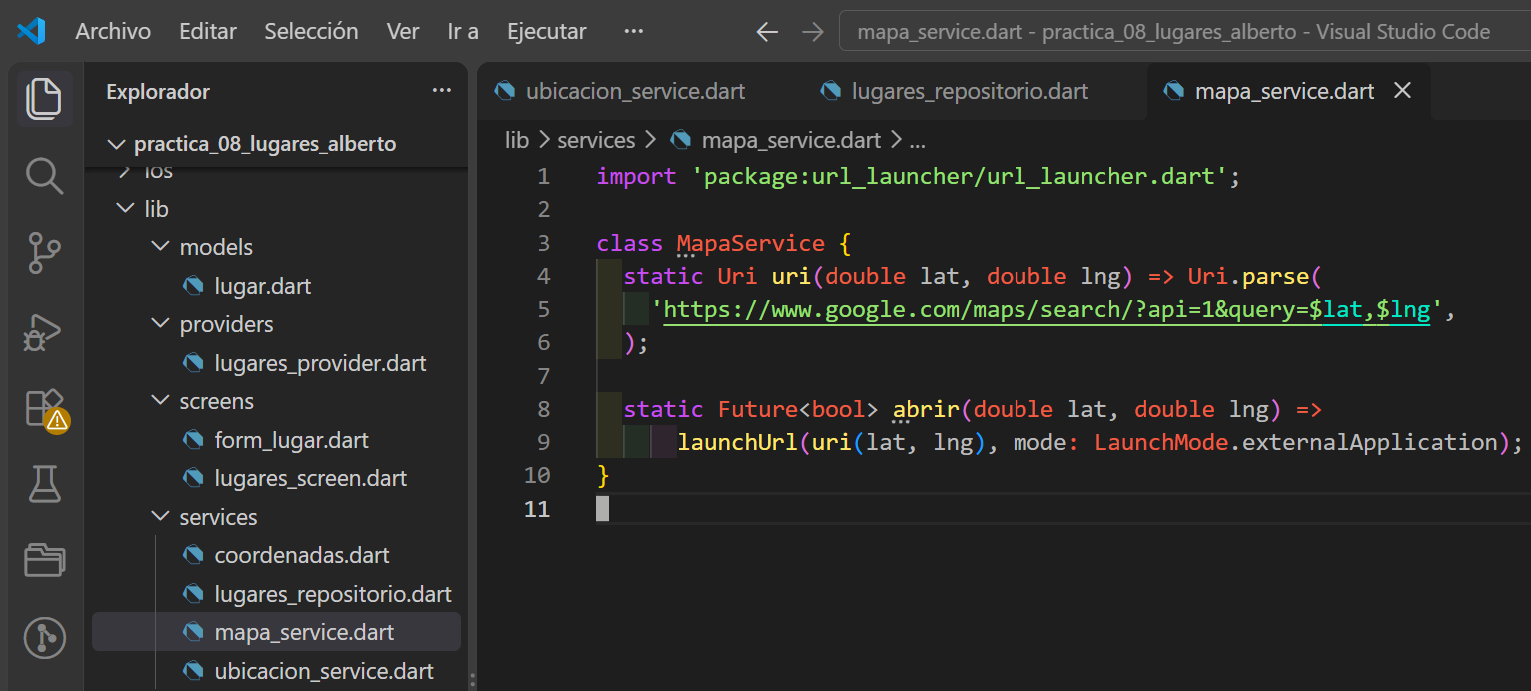 Archivo Editar Selección Ver Ir a Ejecutar ··· mapa_service.dart - practica_08_lugares_alberto - Visual Studio Code
Explorador ···
practica_08_lugares_alberto
ios
lib
models
lugar.dart
providers
lugares_provider.dart
screens
form_lugar.dart
lugares_screen.dart
services
coordenadas.dart
lugares_repositorio.dart
mapa_service.dart
ubicacion_service.dart
ubicacion_service.dart lugares_repositorio.dart mapa_service.dart
lib > services > mapa_service.dart > ...
1 import 'package:url_launcher/url_launcher.dart';
2
3 class MapaService {
4 static Uri uri(double lat, double lng) => Uri.parse(
5 'https://www.google.com/maps/search/?api=1&query=$lat,$lng',
6 );
7
8 static Future<bool> abrir(double lat, double lng) =>
9 launchUrl(uri(lat, lng), mode: LaunchMode.externalApplication);
10 }
11